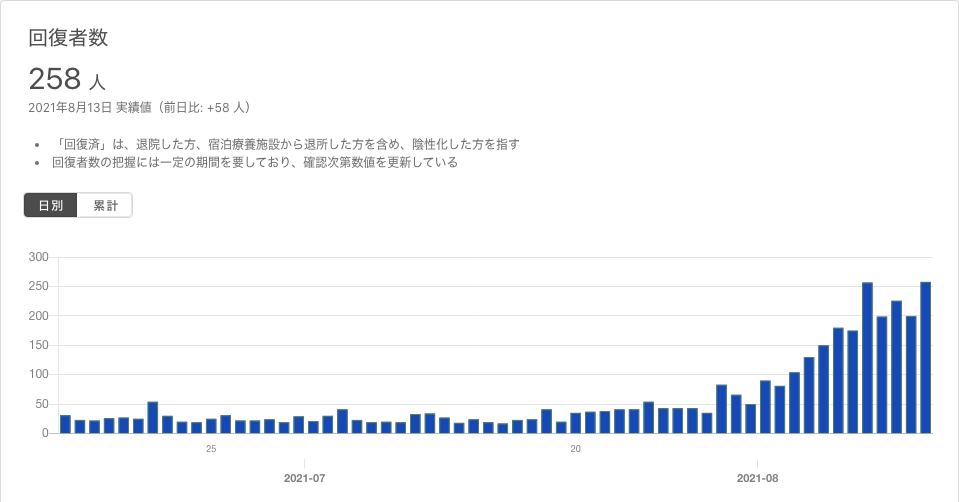 回復者数
258 人
2021年8月13日 実績値（前日比: +58 人）
• 「回復済」は、退院した方、宿泊療養施設から退所した方を含め、陰性化した方を指す
• 回復者数の把握には一定の期間を要しており、確認次第数値を更新している
日別 累計
300
250
200
150
100
50
0
25 20
2021-07 2021-08